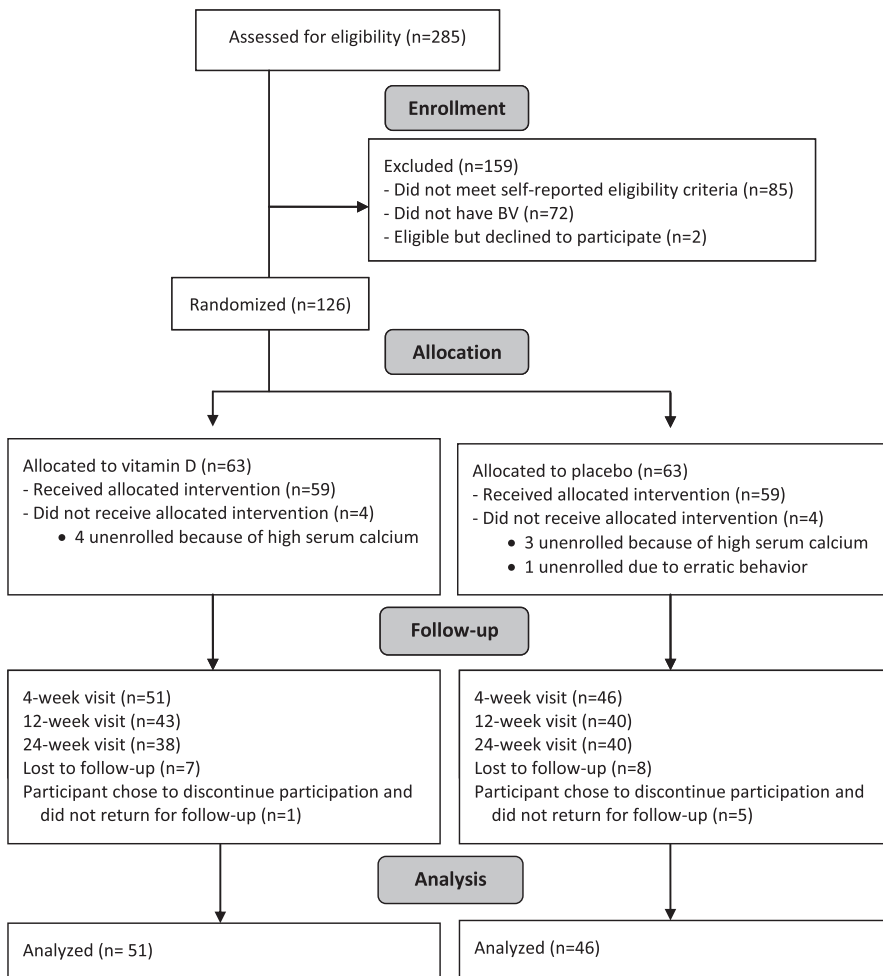 Assessed for eligibility (n=285)
Enrollment
Excluded (n=159)
- Did not meet self-reported eligibility criteria (n=85)
- Did not have BV (n=72)
- Eligible but declined to participate (n=2)
Randomized (n=126)
Allocation
Allocated to vitamin D (n=63)
- Received allocated intervention (n=59)
- Did not receive allocated intervention (n=4)
• 4 unenrolled because of high serum calcium
Allocated to placebo (n=63)
- Received allocated intervention (n=59)
- Did not receive allocated intervention (n=4)
• 3 unenrolled because of high serum calcium
• 1 unenrolled due to erratic behavior
Follow-up
4-week visit (n=51)
12-week visit (n=43)
24-week visit (n=38)
Lost to follow-up (n=7)
Participant chose to discontinue participation and
did not return for follow-up (n=1)
4-week visit (n=46)
12-week visit (n=40)
24-week visit (n=40)
Lost to follow-up (n=8)
Participant chose to discontinue participation and
did not return for follow-up (n=5)
Analysis
Analyzed (n= 51)
Analyzed (n=46)